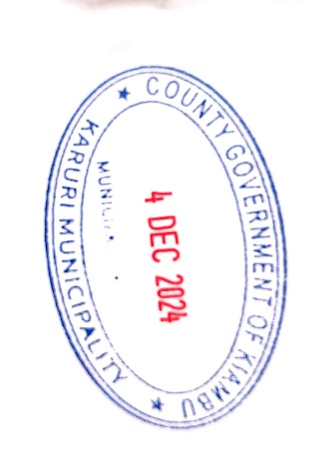 COUNTY GOVERNMENT OF KIAMBU
4 DEC 2024
KARURI MUNICIPALITY